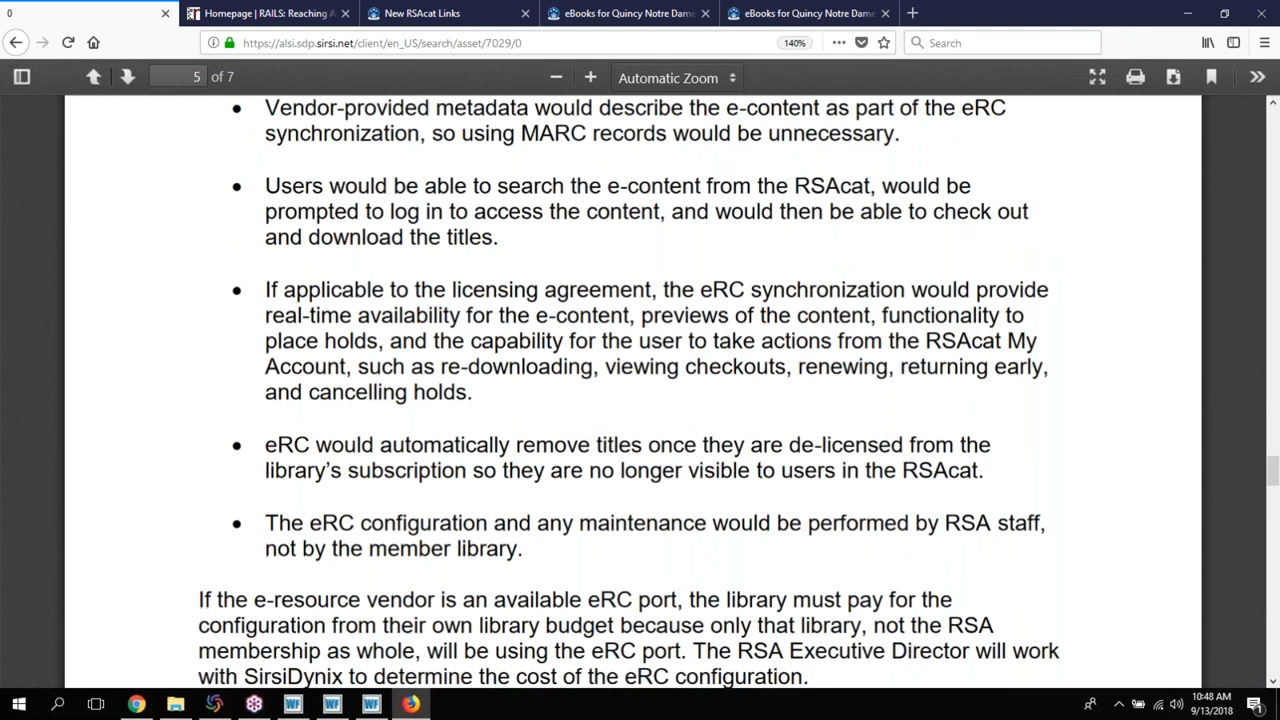 0
Homepage | RAILS: Reaching A
New RSAcat Links
eBooks for Quincy Notre Dame
eBooks for Quincy Notre Dame
https://alsi.sdp.sirsi.net/client/en_US/search/asset/7029/0
140%
Search
5 of 7
Automatic Zoom
• Vendor-provided metadata would describe the e-content as part of the eRC
synchronization, so using MARC records would be unnecessary.
• Users would be able to search the e-content from the RSAcat, would be
prompted to log in to access the content, and would then be able to check out
and download the titles.
• If applicable to the licensing agreement, the eRC synchronization would provide
real-time availability for the e-content, previews of the content, functionality to
place holds, and the capability for the user to take actions from the RSAcat My
Account, such as re-downloading, viewing checkouts, renewing, returning early,
and cancelling holds.
• eRC would automatically remove titles once they are de-licensed from the
library's subscription so they are no longer visible to users in the RSAcat.
• The eRC configuration and any maintenance would be performed by RSA staff,
not by the member library.
If the e-resource vendor is an available eRC port, the library must pay for the
configuration from their own library budget because only that library, not the RSA
membership as whole, will be using the eRC port. The RSA Executive Director will work
with SirsiDynix to determine the cost of the eRC configuration.
10:48 AM
9/13/2018